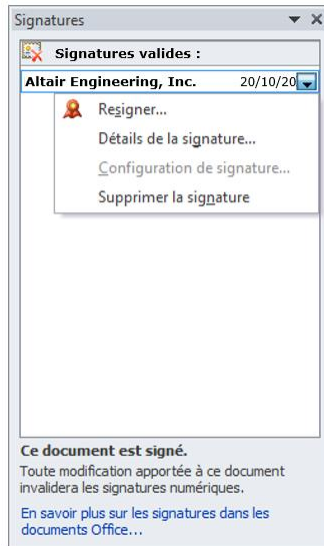 Signatures
Signatures valides :
Altair Engineering, Inc. 20/10/20
Resigner...
Détails de la signature...
Configuration de signature...
Supprimer la signature
Ce document est signé.
Toute modification apportée à ce document
invalidera les signatures numériques.
En savoir plus sur les signatures dans les
documents Office...